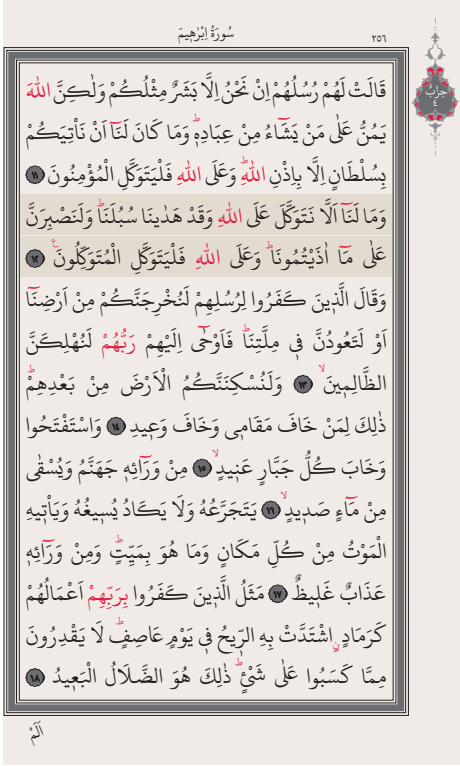 سُورَةُ اِبْرٰهٖيمَ
٢٥٦
حِزْبُ
٤
قَالَتْ لَهُمْ رُسُلُهُمْ اِنْ نَحْنُ اِلَّا بَشَرٌ مِثْلُكُمْ وَلٰكِنَّ اللّٰهَ
يَمُنُّ عَلٰى مَنْ يَشَٓاءُ مِنْ عِبَادِهٖؕ وَمَا كَانَ لَنَٓا اَنْ نَأْتِيَكُمْ
بِسُلْطَانٍ اِلَّا بِاِذْنِ اللّٰهِؕ وَعَلَى اللّٰهِ فَلْيَتَوَكَّلِ الْمُؤْمِنُونَ ١١
وَمَا لَنَٓا اَلَّا نَتَوَكَّلَ عَلَى اللّٰهِ وَقَدْ هَدٰينَا سُبُلَنَاؕ وَلَنَصْبِرَنَّ
عَلٰى مَٓا اٰذَيْتُمُونَاؕ وَعَلَى اللّٰهِ فَلْيَتَوَكَّلِ الْمُتَوَكِّلُونَࣖ ١٢
وَقَالَ الَّذٖينَ كَفَرُوا لِرُسُلِهِمْ لَنُخْرِجَنَّكُمْ مِنْ اَرْضِنَٓا
اَوْ لَتَعُودُنَّ فٖى مِلَّتِنَاؕ فَاَوْحٰٓى اِلَيْهِمْ رَبُّهُمْ لَنُهْلِكَنَّ
الظَّالِمٖينَۙ ١٣ وَلَنُسْكِنَنَّكُمُ الْاَرْضَ مِنْ بَعْدِهِمْؕ
ذٰلِكَ لِمَنْ خَافَ مَقَامٖى وَخَافَ وَعٖيدِ ١٤ وَاسْتَفْتَحُوا
وَخَابَ كُلُّ جَبَّارٍ عَنٖيدٍۙ ١٥ مِنْ وَرَٓائِهٖ جَهَنَّمُ وَيُسْقٰى
مِنْ مَٓاءٍ صَدٖيدٍۙ ١٦ يَتَجَرَّعُهُ وَلَا يَكَادُ يُسٖيغُهُ وَيَأْتٖيهِ
الْمَوْتُ مِنْ كُلِّ مَكَانٍ وَمَا هُوَ بِمَيِّتٍؕ وَمِنْ وَرَٓائِهٖ
عَذَابٌ غَلٖيظٌ ١٧ مَثَلُ الَّذٖينَ كَفَرُوا بِرَبِّهِمْ اَعْمَالُهُمْ
كَرَمَادٍۨ اشْتَدَّتْ بِهِ الرّٖيحُ فٖى يَوْمٍ عَاصِفٍؕ لَا يَقْدِرُونَ
مِمَّا كَسَبُوا عَلٰى شَيْءٍؕ ذٰلِكَ هُوَ الضَّلَالُ الْبَعٖيدُ ١٨
اَلَمْ